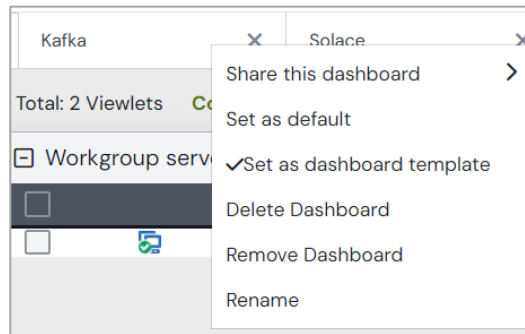 Kafka
Solace
Share this dashboard
Total: 2 Viewlets
Set as default
Workgroup
Set as dashboard template
Delete Dashboard
Remove Dashboard
Rename